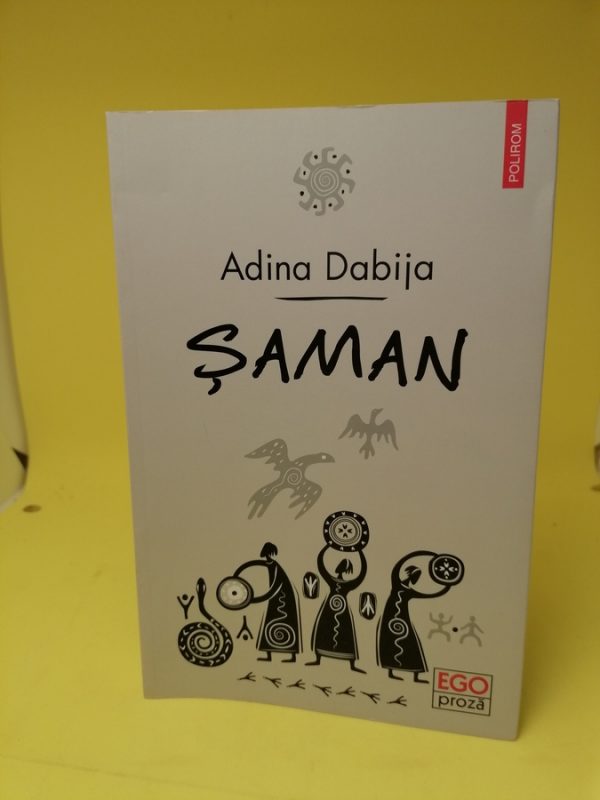 POLIROM
Adina Dabija
ŞAMAN
EGO
proză